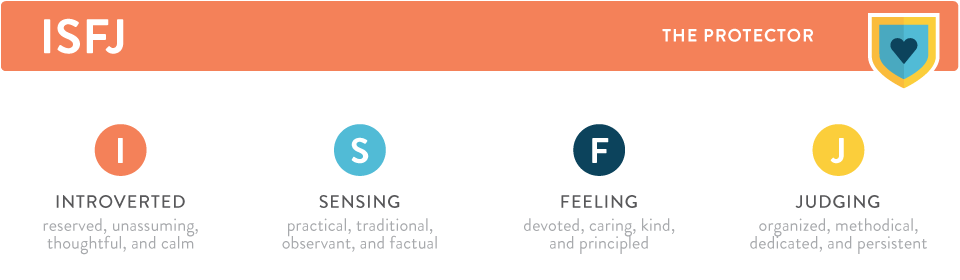 ISFJ
THE PROTECTOR
I
S
F
J
INTROVERTED
reserved, unassuming,
thoughtful, and calm
SENSING
practical, traditional,
observant, and factual
FEELING
devoted, caring, kind,
and principled
JUDGING
organized, methodical,
dedicated, and persistent